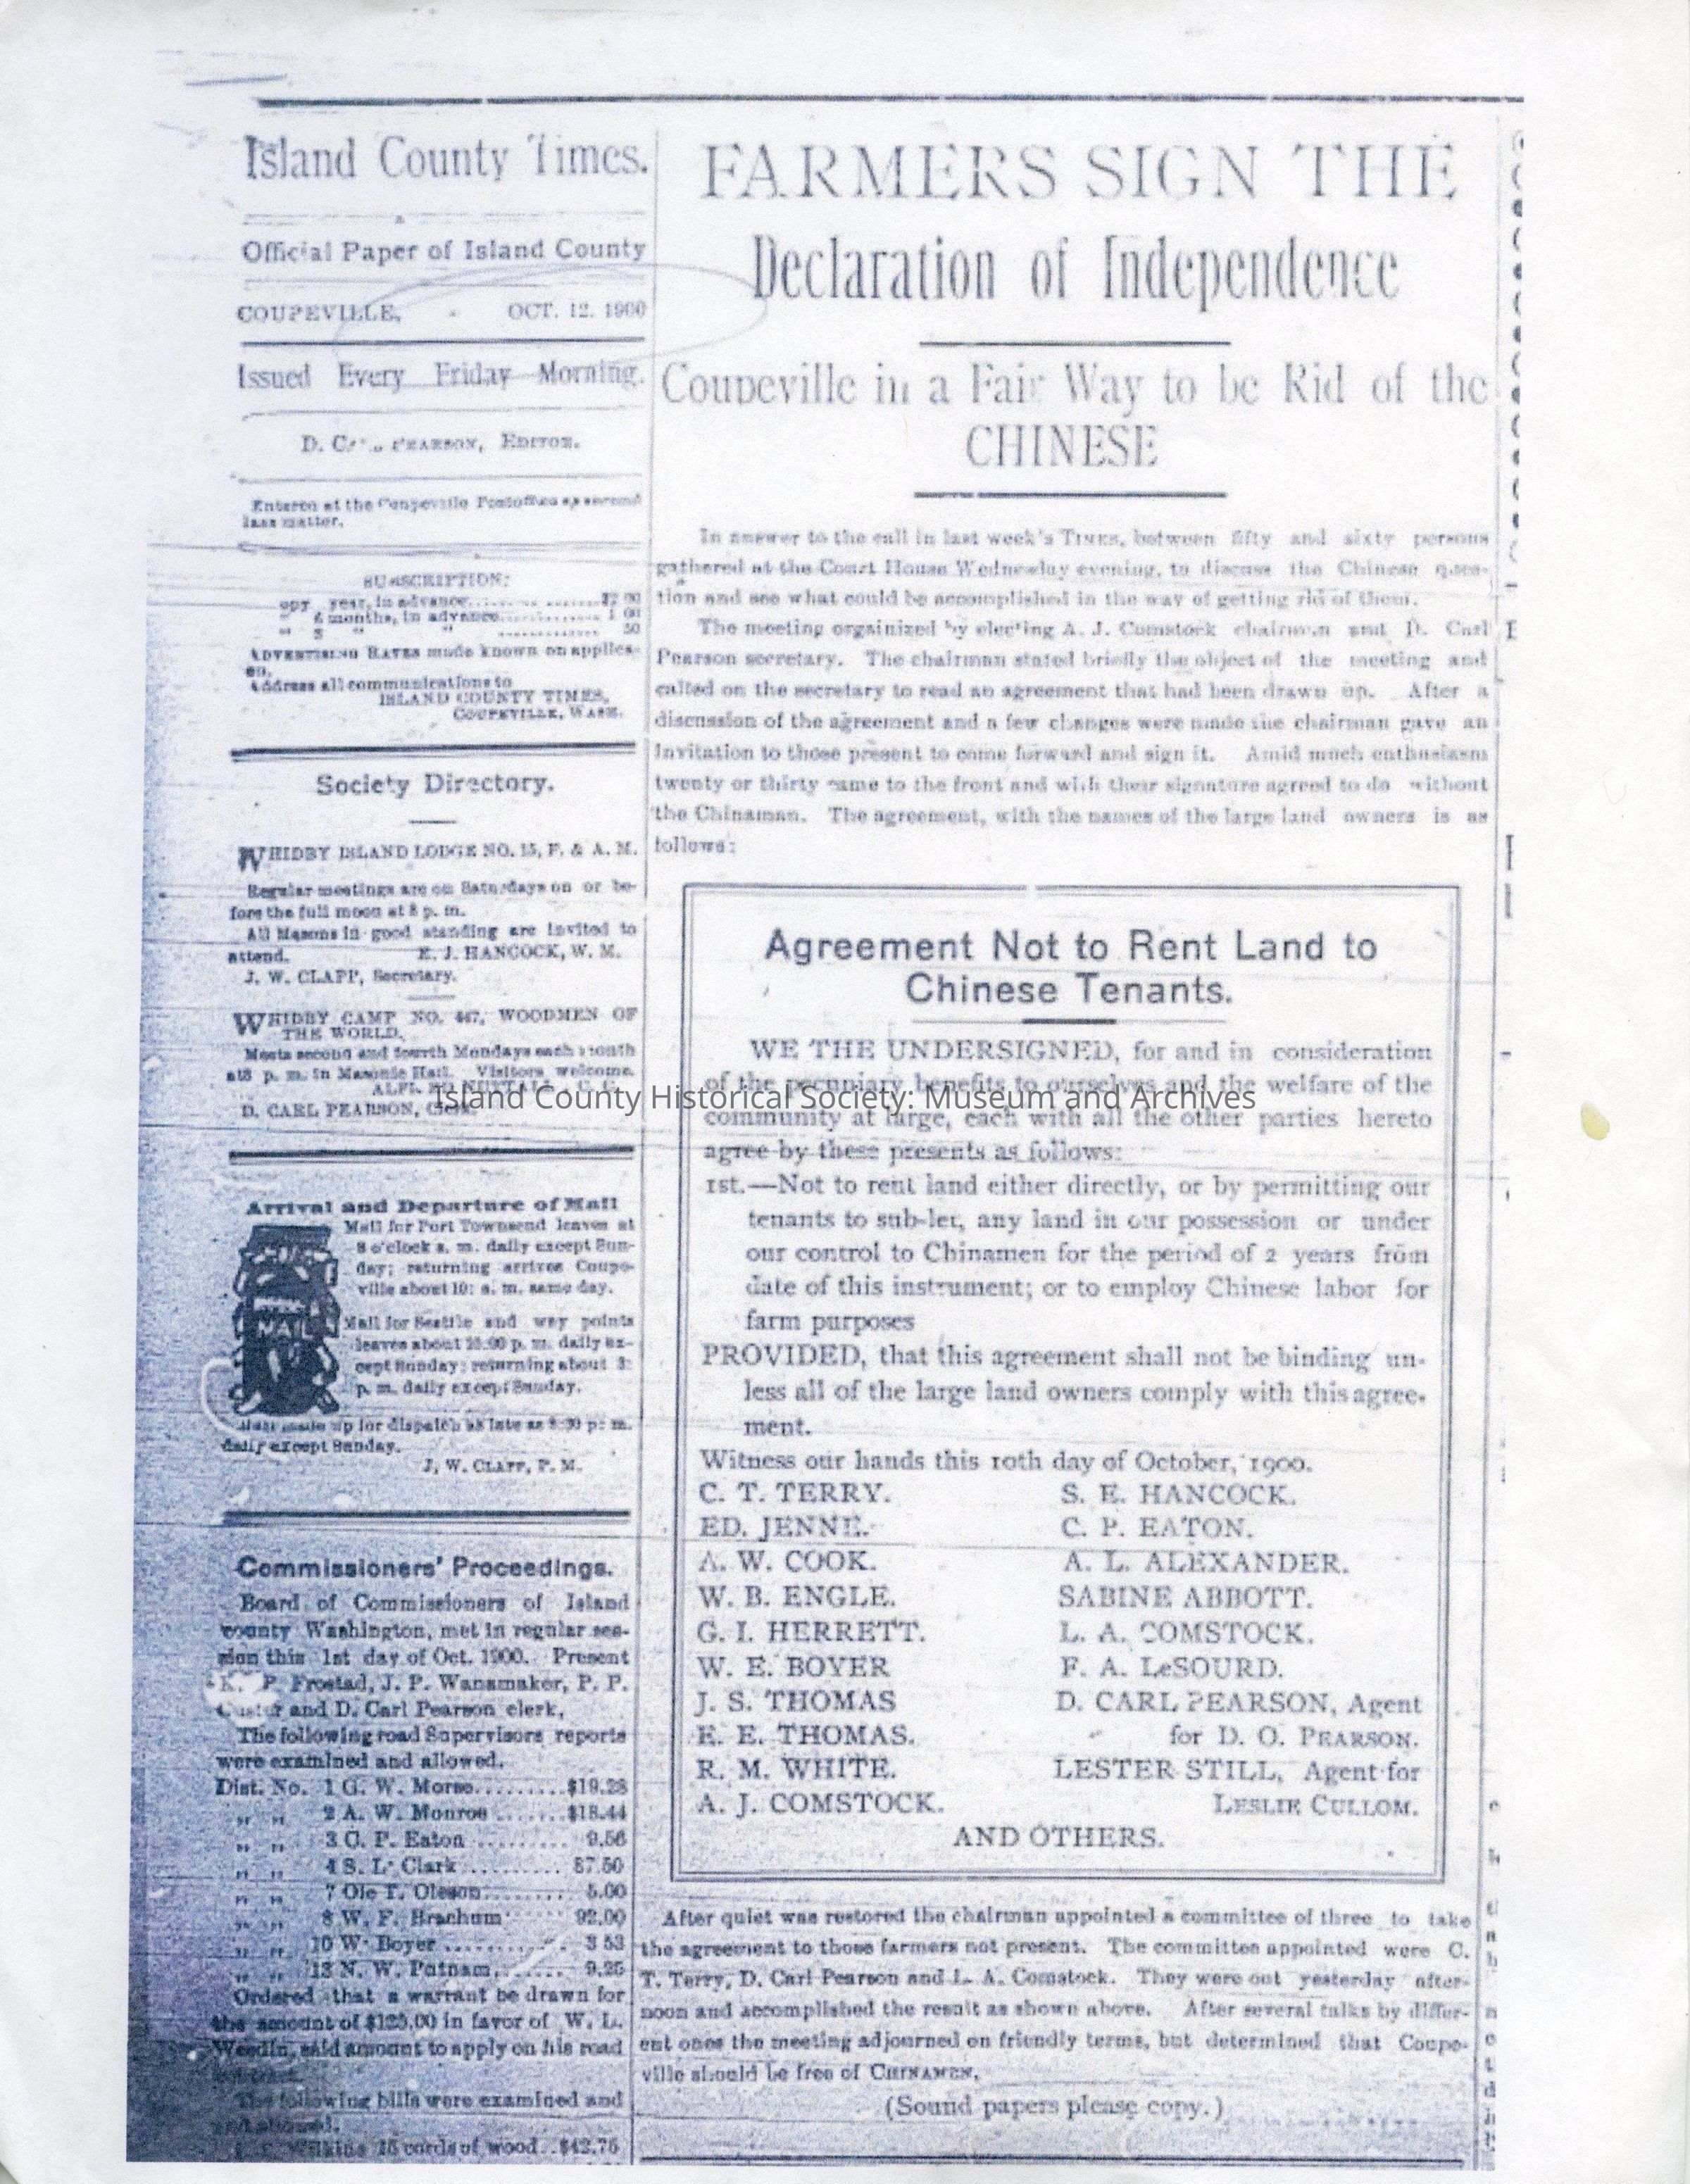 Island County Times.
Official Paper of Island County
COUPEVILLE, - OCT. 12. 1900
Issued Every Friday Morning.
D. PEARSON, EDITOR.
Entered at the Coupeville Postoffice as second
lass matter.
SUBSCRIPTION:
opy year, in advance.......... $2 00
" 6 months, in advance.......... 1 00
" 3 " " .......... 50
ADVERTISING RATES made known on applica-
on.
Address all communications to
ISLAND COUNTY TIMES,
COUPEVILLE, WASH.
Society Directory.
WHIDBY ISLAND LODGE NO. 15, F. & A. M.
Regular meetings are on Saturdays on or be-
fore the full moon at 8 p. m.
All Masons in good standing are invited to
attend. E. J. HANCOCK, W. M.
J. W. CLAPP, Secretary.
WHIDBY CAMP NO. 467, WOODMEN OF
THE WORLD,
Meets second and fourth Mondays each month
at 8 p. m. in Masonic Hall. Visitors welcome.
D. CARL PEARSON,
Arrival and Departure of Mail
MAIL
Mail for Port Townsend leaves at
8 o'clock a. m. daily except Sun-
day; returning arrives Coupe-
ville about 10: a. m. same day.
Mail for Seattle and way points
leaves about p. m. daily ex-
cept Sunday; returning about 3:
p. m. daily except Sunday.
Mail made up for dispatch as late as 8:30 p: m.
daily except Sunday.
J, W. CLAPP, P. M.
Commissioners' Proceedings.
Board of Commissioners of Island
county Washington, met in regular ses-
sion this 1st day of Oct. 1900. Present
K. P. Frostad, J. P. Wanamaker, P. P.
Custer and D. Carl Pearson clerk,
The following road Supervisors reports
were examined and allowed.
Dist. No. 1 G. W. Morse.........$19.28
" " 2 A. W. Monroe.......$18.44
" " 3 C. P. Eaton.......... 9.56
" " 4 S. L. Clark.......... 87.50
" " 7 Ole T. Oleson........ 5.00
" " 8 W. F. Brachum 92.00
" " 10 W. Boyer........... 3 53
" " 13 N. W. Putnam........ 9.25
Ordered that a warrant be drawn for
the amount of $125,00 in favor of W. L.
Weedin, said amount to apply on his road
The following bills were examined and
and allowed.
Wilkins 15 cords of wood..$42.75
FARMERS SIGN THE
Declaration of Independence
Coupeville in a Fair Way to be Rid of the
CHINESE
In answer to the call in last week's TIMES, between fifty and sixty persons
gathered at the Court House Wednesday evening, to discuss the Chinese ques-
tion and see what could be accomplished in the way of getting rid of them.
The meeting orgainized by electing A. J. Comstock chairman and D. Carl
Pearson secretary. The chairman stated briefly the object of the meeting and
called on the secretary to read an agreement that had been drawn up. After a
discussion of the agreement and a few changes were made the chairman gave an
invitation to those present to come forward and sign it. Amid much enthusiasm
twenty or thirty came to the front and with their signature agreed to do without
the Chinaman. The agreement, with the names of the large land owners is as
follows:
Agreement Not to Rent Land to
Chinese Tenants.
WE THE UNDERSIGNED, for and in consideration
of the pecuniary benefits to ourselves and the welfare of the
Island County Historical Society: Museum and Archives
community at large, each with all the other parties hereto
agree by these presents as follows:
1st.—Not to rent land either directly, or by permitting our
tenants to sub-let, any land in our possession or under
our control to Chinamen for the period of 2 years from
date of this instrument; or to employ Chinese labor for
farm purposes
PROVIDED, that this agreement shall not be binding un-
less all of the large land owners comply with this agree-
ment.
Witness our hands this 10th day of October, 1900.
C. T. TERRY. S. E. HANCOCK.
ED. JENNE. C. P. EATON.
A. W. COOK. A. L. ALEXANDER.
W. B. ENGLE. SABINE ABBOTT.
G. I. HERRETT. L. A. COMSTOCK.
W. E. BOYER F. A. LeSOURD.
J. S. THOMAS D. CARL PEARSON, Agent
E. E. THOMAS. for D. O. PEARSON.
R. M. WHITE. LESTER STILL, Agent for
A. J. COMSTOCK. LESLIE CULLOM.
AND OTHERS.
After quiet was restored the chairman appointed a committee of three to take
the agreement to those farmers not present. The committee appointed were C.
T. Terry, D. Carl Pearson and L. A. Comstock. They were out yesterday after-
noon and accomplished the result as shown above. After several talks by differ-
ent ones the meeting adjourned on friendly terms, but determined that Coupe-
ville should be free of CHINAMEN.
(Sound papers please copy.)